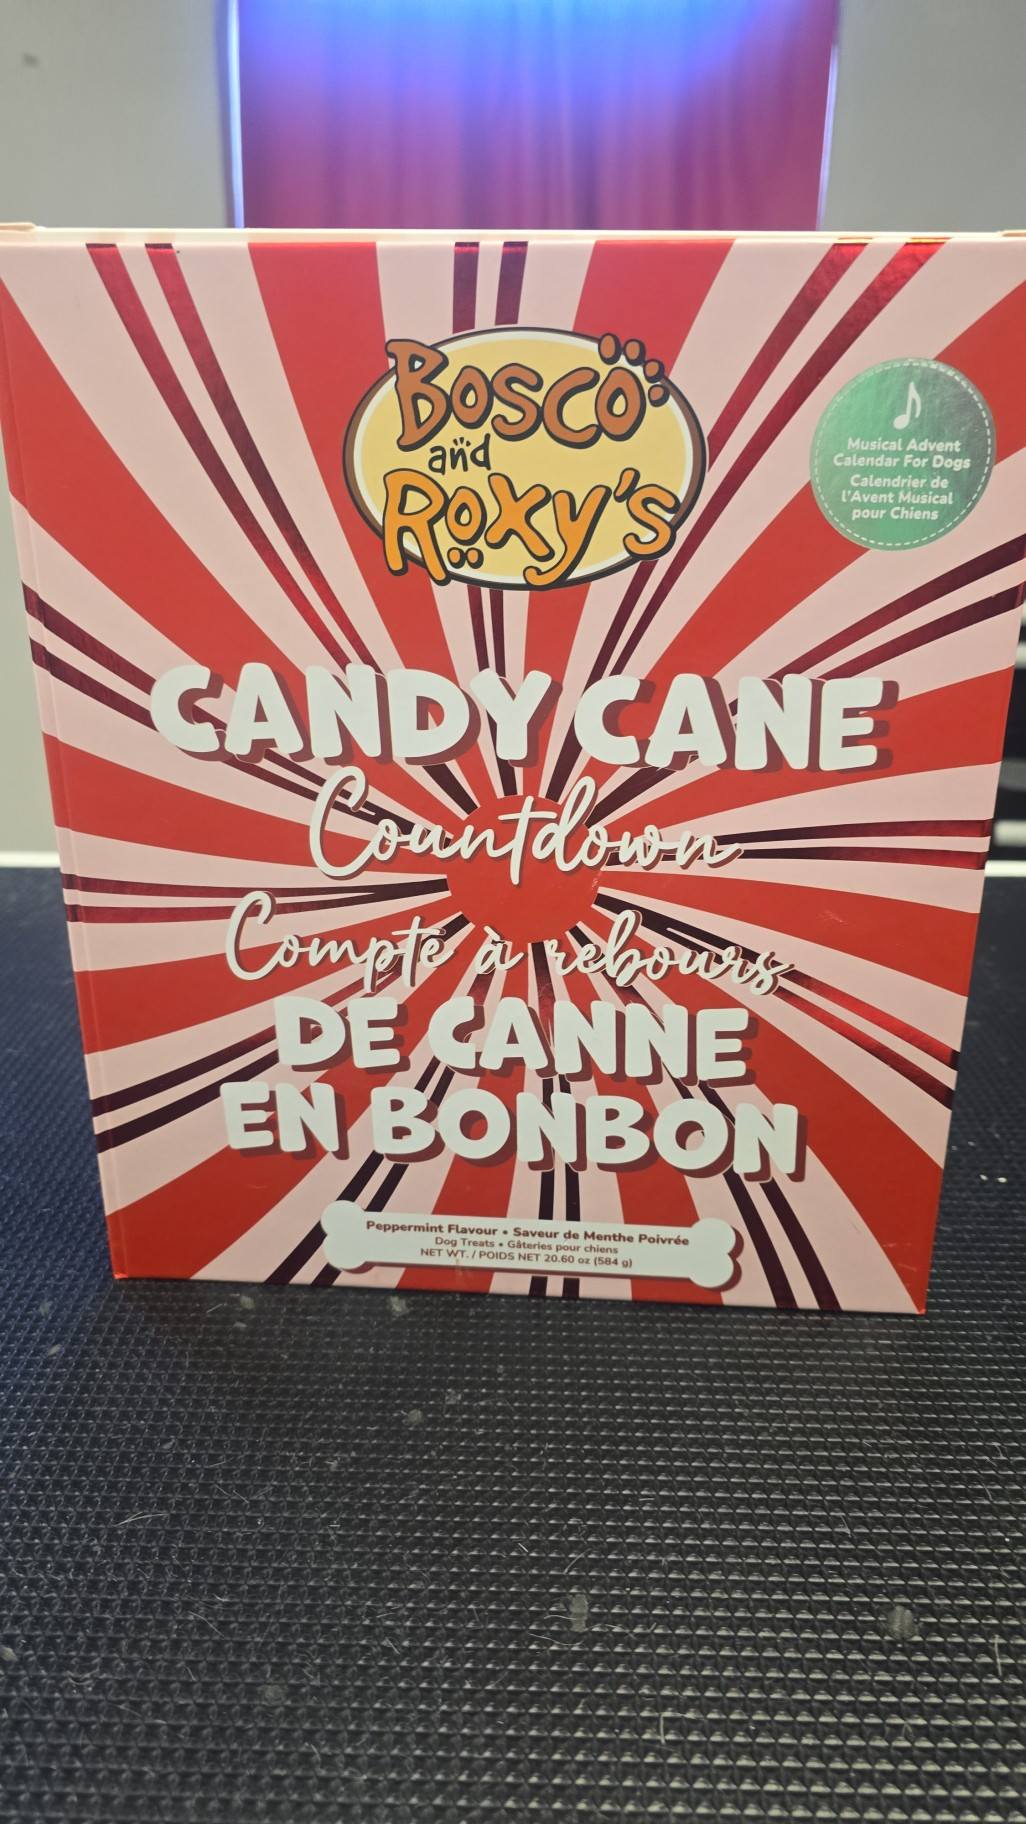 Bosco
and
Roxy's
Musical Advent
Calendar For Dogs
Calendrier de
l'Avent Musical
pour Chiens
CANDY CANE
Countdown
Compte à rebours
DE CANNE
EN BONBON
Peppermint Flavour • Saveur de Menthe Poivrée
Dog Treats • Gâteries pour chiens
NET WT. / POIDS NET 20.60 oz (584 g)